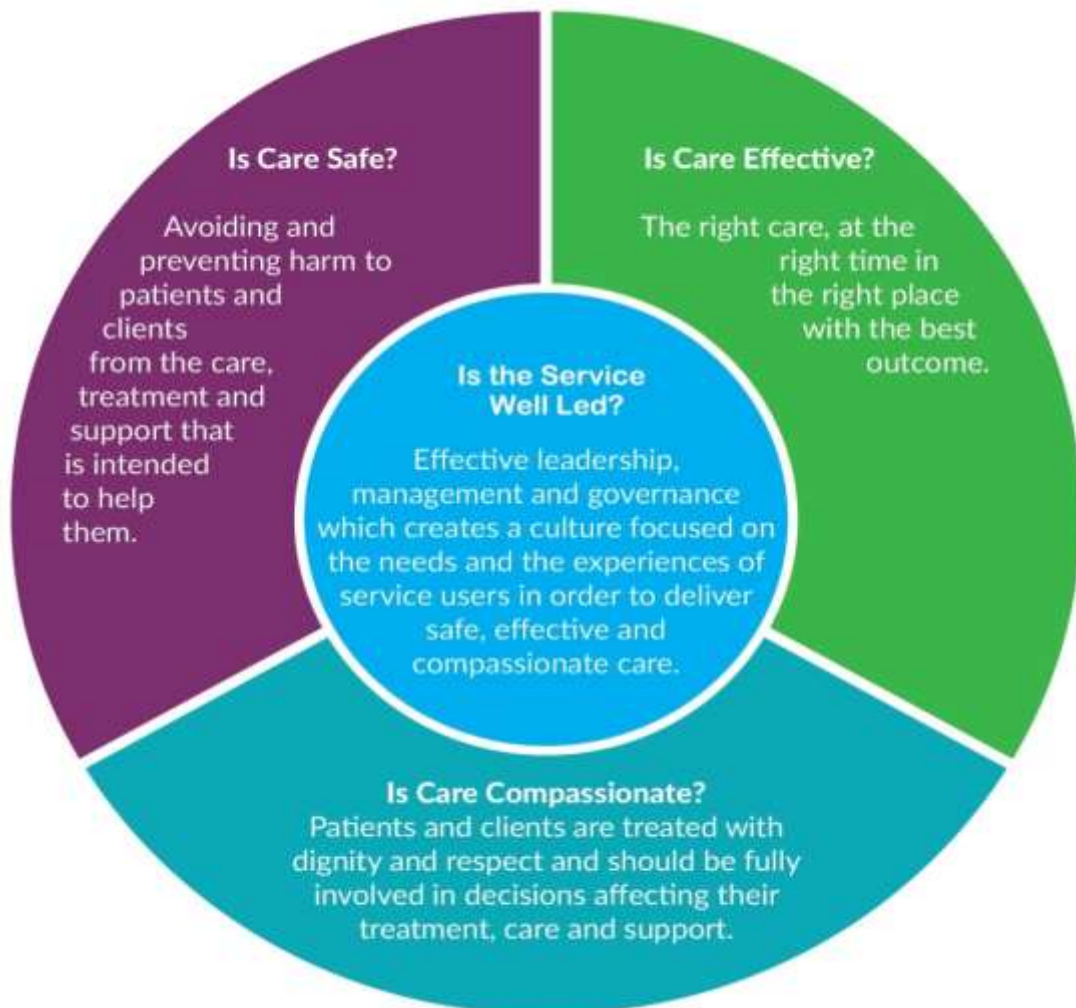 Is Care Safe?
Avoiding and
preventing harm to
patients and
clients
from the care,
treatment and
support that
is intended
to help
them.
Is Care Effective?
The right care, at the
right time in
the right place
with the best
outcome.
Is the Service
Well Led?
Effective leadership,
management and governance
which creates a culture focused on
the needs and the experiences of
service users in order to deliver
safe, effective and
compassionate care.
Is Care Compassionate?
Patients and clients are treated with
dignity and respect and should be fully
involved in decisions affecting their
treatment, care and support.